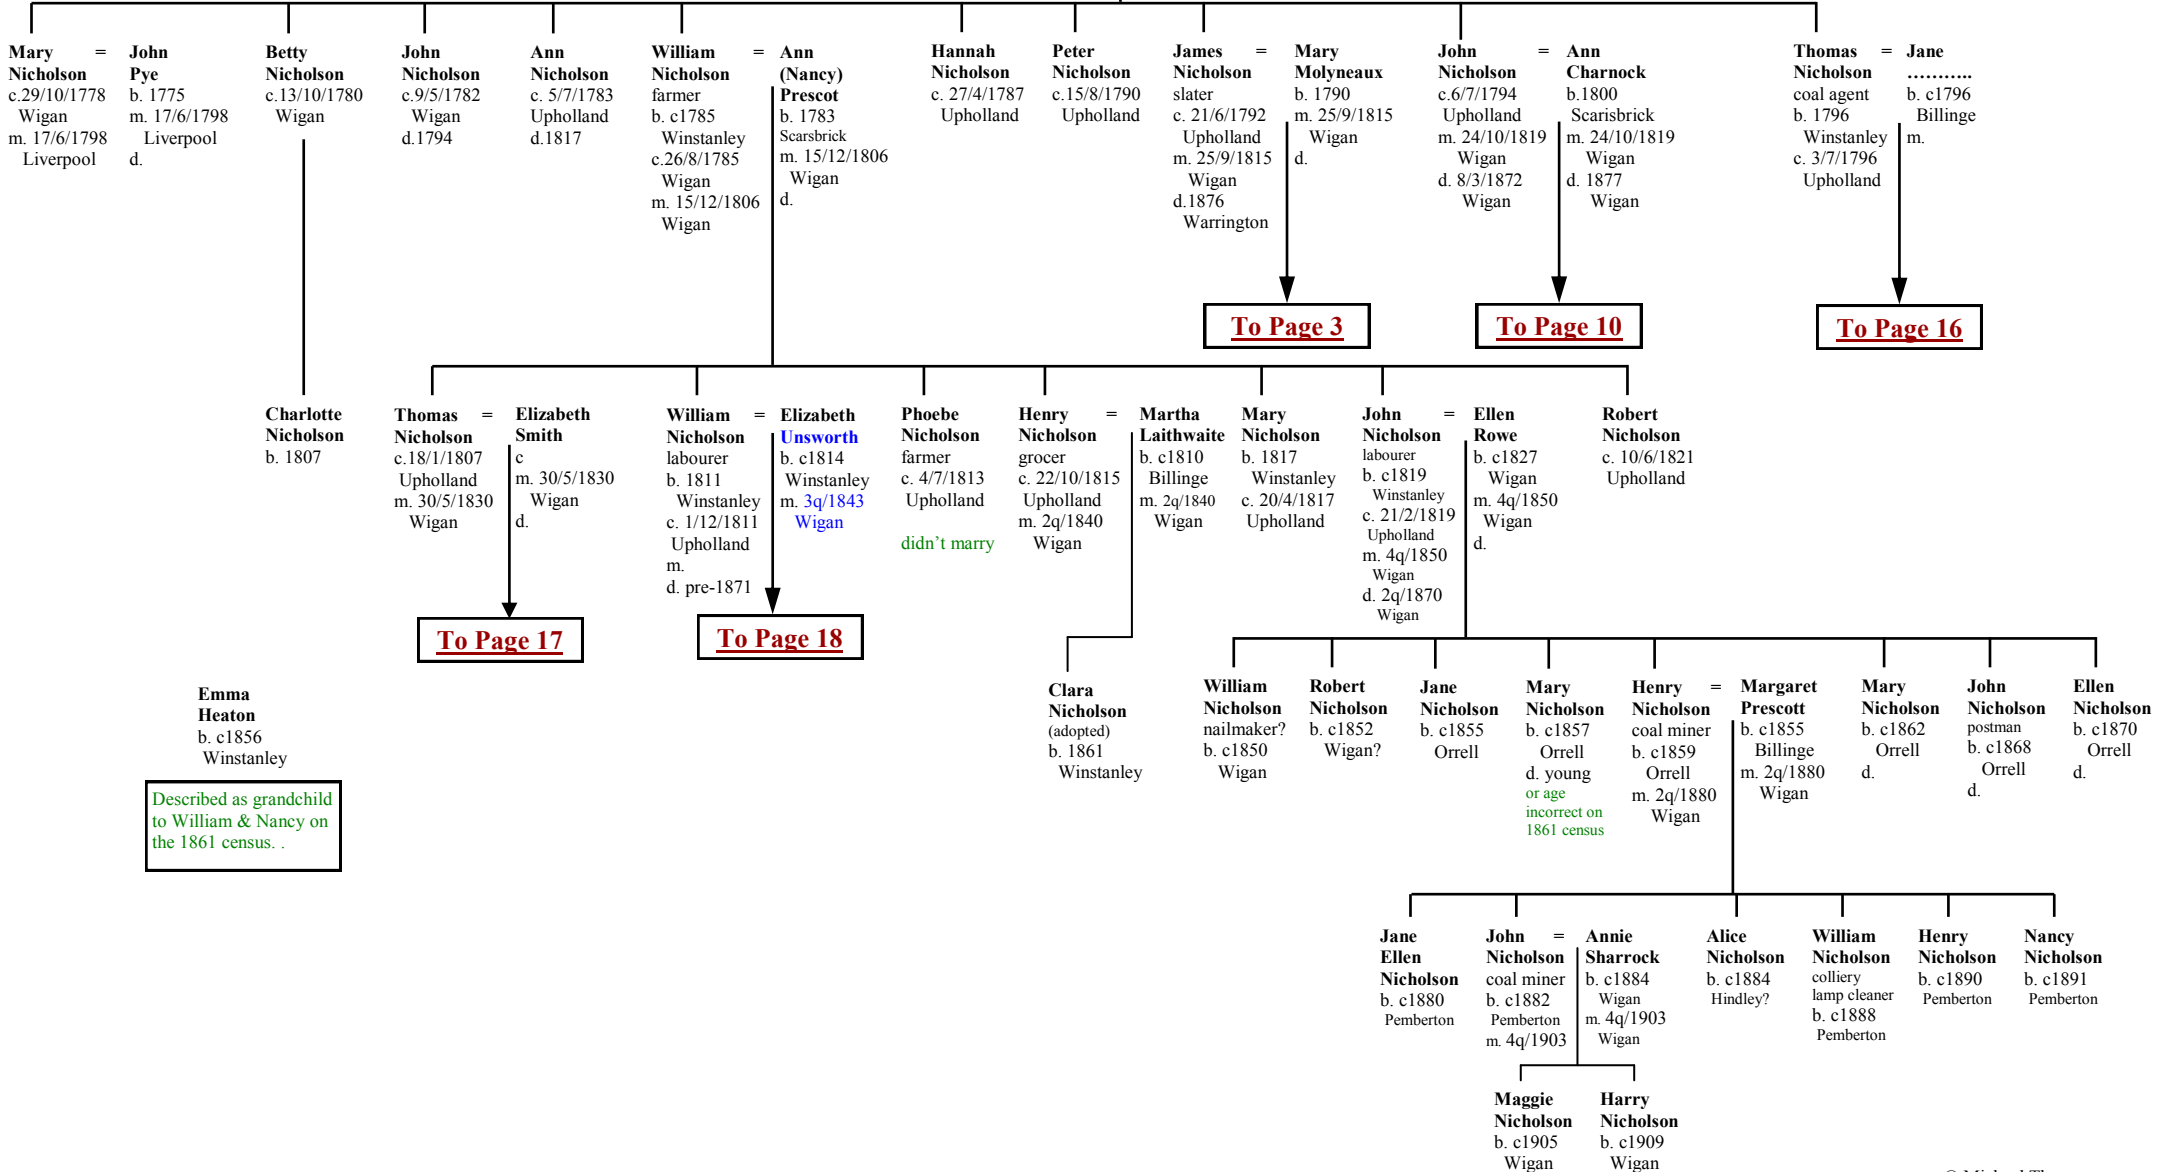 Mary =
Nicholson
c.29/10/1778
Wigan
m. 17/6/1798
Liverpool
John
Pye
b. 1775
m. 17/6/1798
Liverpool
d.
Betty
Nicholson
c.13/10/1780
Wigan
John
Nicholson
c.9/5/1782
Wigan
d.1794
Ann
Nicholson
c. 5/7/1783
Upholland
d.1817
William =
Nicholson
farmer
b. c1785
Winstanley
c.26/8/1785
Wigan
m. 15/12/1806
Wigan
Ann
(Nancy)
Prescot
b. 1783
Scarsbrick
m. 15/12/1806
Wigan
d.
Hannah
Nicholson
c. 27/4/1787
Upholland
Peter
Nicholson
c.15/8/1790
Upholland
James =
Nicholson
slater
c. 21/6/1792
Upholland
m. 25/9/1815
Wigan
d.1876
Warrington
Mary
Molyneaux
b. 1790
m. 25/9/1815
Wigan
d.
John =
Nicholson
c.6/7/1794
Upholland
m. 24/10/1819
Wigan
d. 8/3/1872
Wigan
Ann
Charnock
b.1800
Scarisbrick
m. 24/10/1819
Wigan
d. 1877
Wigan
Thomas =
Nicholson
coal agent
b. 1796
Winstanley
c. 3/7/1796
Upholland
Jane
………..
b. c1796
Billinge
m.
To Page 3
To Page 10
To Page 16
Charlotte
Nicholson
b. 1807
Thomas =
Nicholson
c.18/1/1807
Upholland
m. 30/5/1830
Wigan
Elizabeth
Smith
c
m. 30/5/1830
Wigan
d.
William =
Nicholson
labourer
b. 1811
Winstanley
c. 1/12/1811
Upholland
m.
d. pre-1871
Elizabeth
Unsworth
b. c1814
Winstanley
m. 3q/1843
Wigan
Phoebe
Nicholson
farmer
c. 4/7/1813
Upholland
didn’t marry
Henry =
Nicholson
grocer
c. 22/10/1815
Upholland
m. 2q/1840
Wigan
Martha
Laithwaite
b. c1810
Billinge
m. 2q/1840
Wigan
Mary
Nicholson
b. 1817
Winstanley
c. 20/4/1817
Upholland
John =
Nicholson
labourer
b. c1819
Winstanley
c. 21/2/1819
Upholland
m. 4q/1850
Wigan
d. 2q/1870
Wigan
Ellen
Rowe
b. c1827
Wigan
m. 4q/1850
Wigan
d.
Robert
Nicholson
c. 10/6/1821
Upholland
To Page 17
To Page 18
Emma
Heaton
b. c1856
Winstanley
Described as grandchild
to William & Nancy on
the 1861 census. .
Clara
Nicholson
(adopted)
b. 1861
Winstanley
William
Nicholson
nailmaker?
b. c1850
Wigan
Robert
Nicholson
b. c1852
Wigan?
Jane
Nicholson
b. c1855
Orrell
Mary
Nicholson
b. c1857
Orrell
d. young
or age
incorrect on
1861 census
Henry =
Nicholson
coal miner
b. c1859
Orrell
m. 2q/1880
Wigan
Margaret
Prescott
b. c1855
Billinge
m. 2q/1880
Wigan
Mary
Nicholson
b. c1862
Orrell
d.
John
Nicholson
postman
b. c1868
Orrell
d.
Ellen
Nicholson
b. c1870
Orrell
d.
Jane
Ellen
Nicholson
b. c1880
Pemberton
John =
Nicholson
coal miner
b. c1882
Pemberton
m. 4q/1903
Annie
Sharrock
b. c1884
Wigan
m. 4q/1903
Wigan
Alice
Nicholson
b. c1884
Hindley?
William
Nicholson
colliery
lamp cleaner
b. c1888
Pemberton
Henry
Nicholson
b. c1890
Pemberton
Nancy
Nicholson
b. c1891
Pemberton
Maggie
Nicholson
b. c1905
Wigan
Harry
Nicholson
b. c1909
Wigan